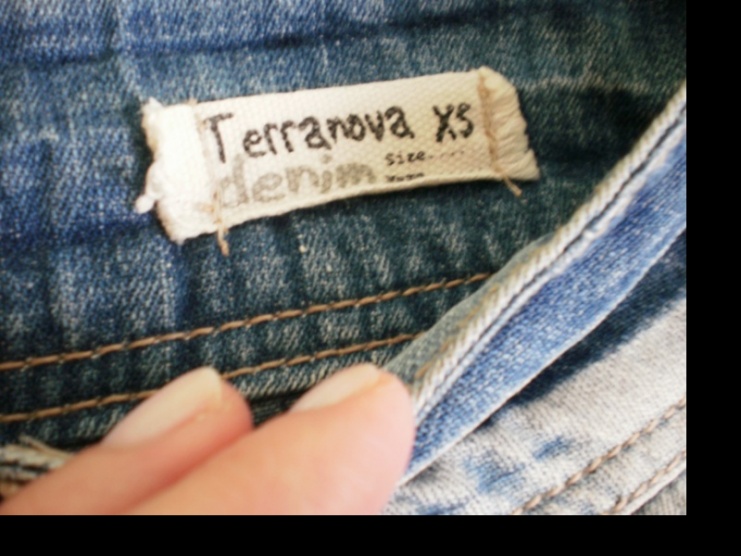 Terranova XS
denim Size....